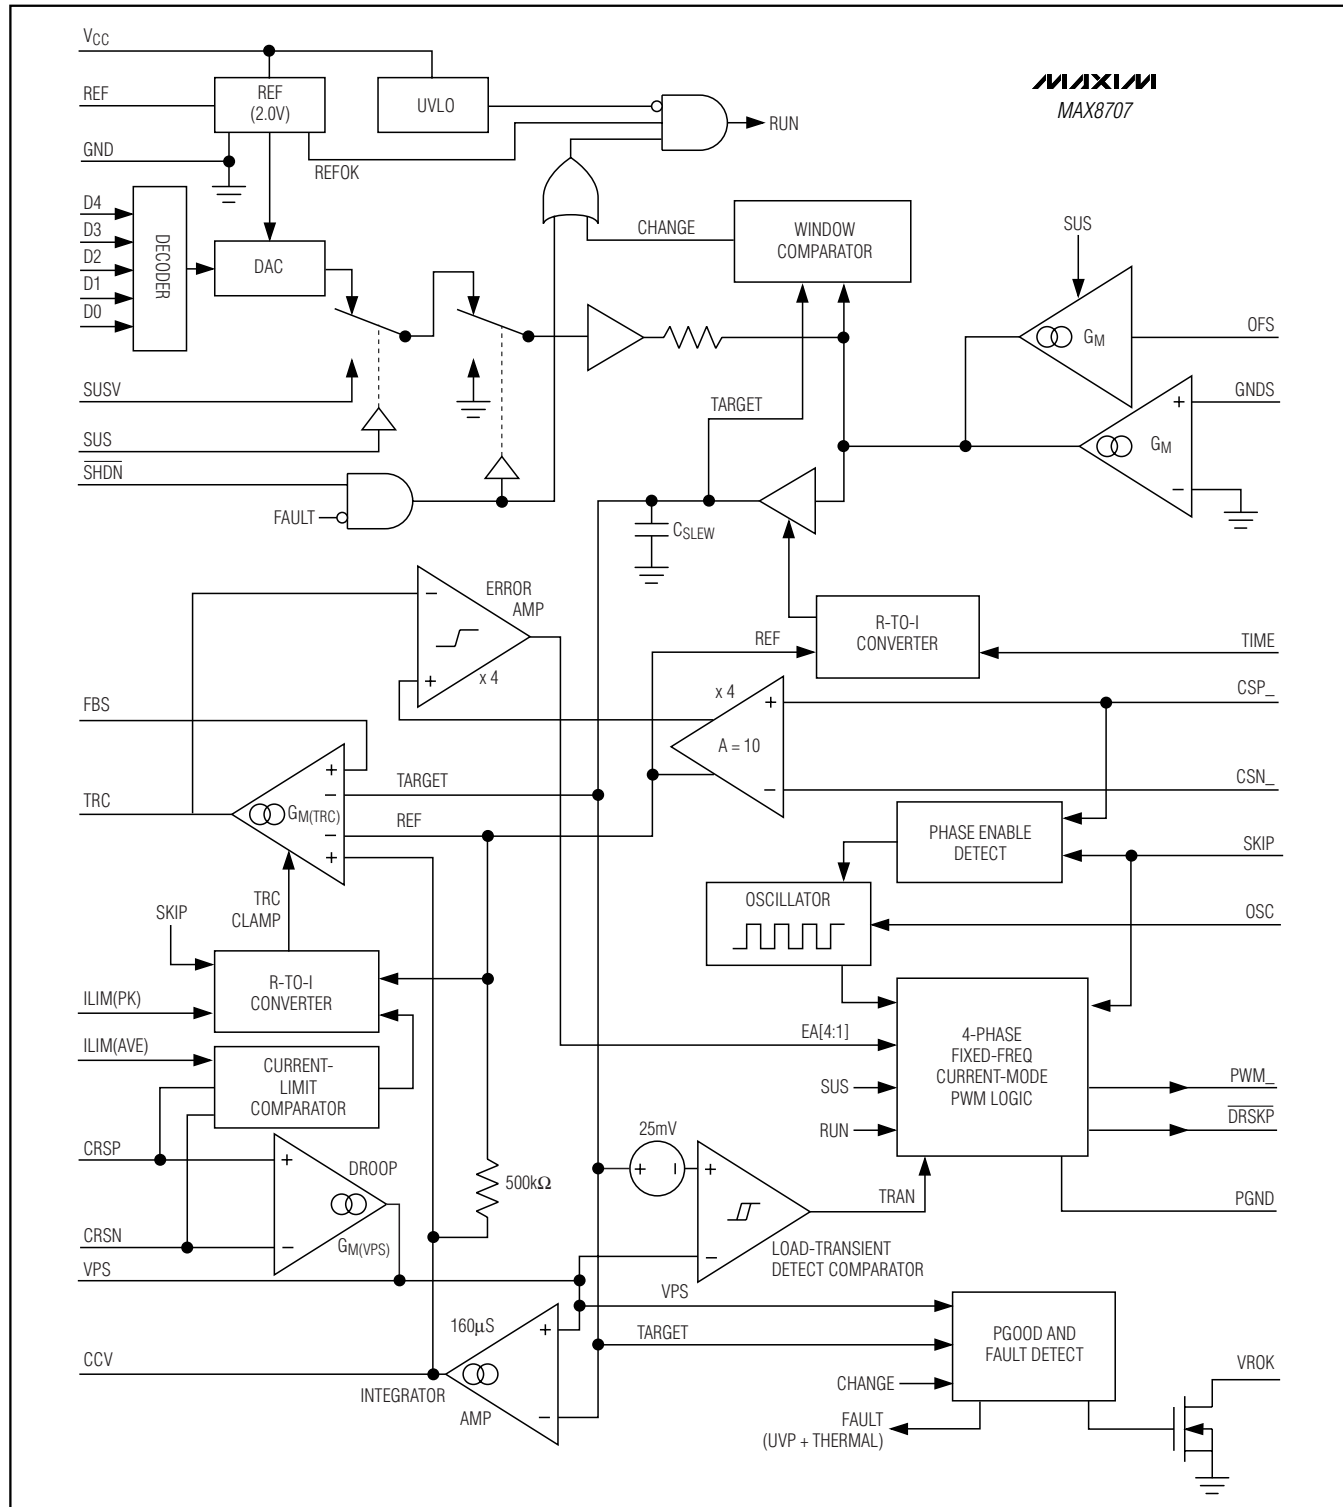 VCC
REF
REF
(2.0V)
UVLO
MAXIM
MAX8707
RUN
GND
REFOK
D4
D3
D2
D1
D0
DECODER
DAC
CHANGE
WINDOW
COMPARATOR
SUS
GM
OFS
SUSV
TARGET
+
GNDS
GM
−
SUS
SHDN
FAULT
CSLEW
ERROR
AMP
−
+
x 4
REF
R-TO-I
CONVERTER
TIME
x 4
+
CSP_
A = 10
−
CSN_
FBS
TRC
+
−
GM(TRC)
−
+
TARGET
REF
PHASE ENABLE
DETECT
SKIP
OSCILLATOR
OSC
TRC
CLAMP
SKIP
R-TO-I
CONVERTER
ILIM(PK)
ILIM(AVE)
CURRENT-
LIMIT
COMPARATOR
EA[4:1]
SUS
RUN
4-PHASE
FIXED-FREQ
CURRENT-MODE
PWM LOGIC
PWM_
DRSKP
PGND
TRAN
CRSP
+
DROOP
GM(VPS)
−
CRSN
VPS
500kΩ
25mV
+ −
+
−
LOAD-TRANSIENT
DETECT COMPARATOR
VPS
TARGET
CHANGE
PGOOD AND
FAULT DETECT
FAULT
(UVP + THERMAL)
VROK
CCV
160µS
+
−
INTEGRATOR
AMP